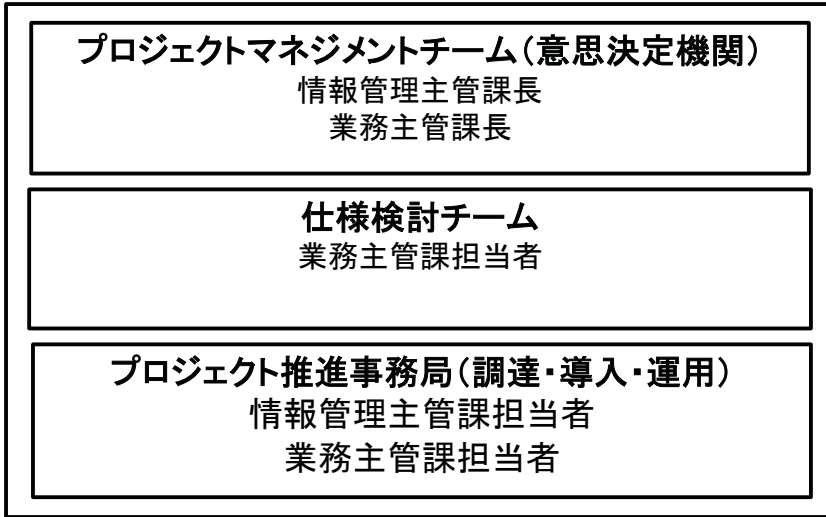 プロジェクトマネジメントチーム（意思決定機関）
情報管理主管課長
業務主管課長
仕様検討チーム
業務主管課担当者
プロジェクト推進事務局（調達・導入・運用）
情報管理主管課担当者
業務主管課担当者